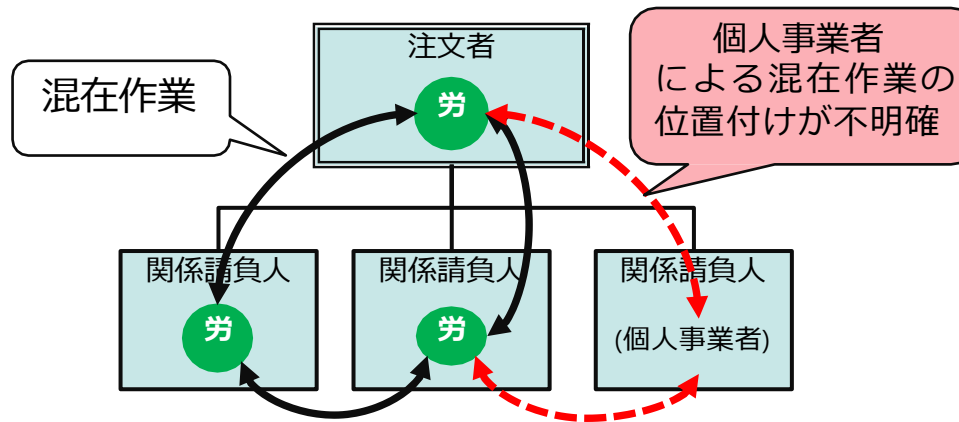 注文者
労
混在作業
個人事業者
による混在作業の
位置付けが不明確
関係請負人
労
関係請負人
労
関係請負人
(個人事業者)